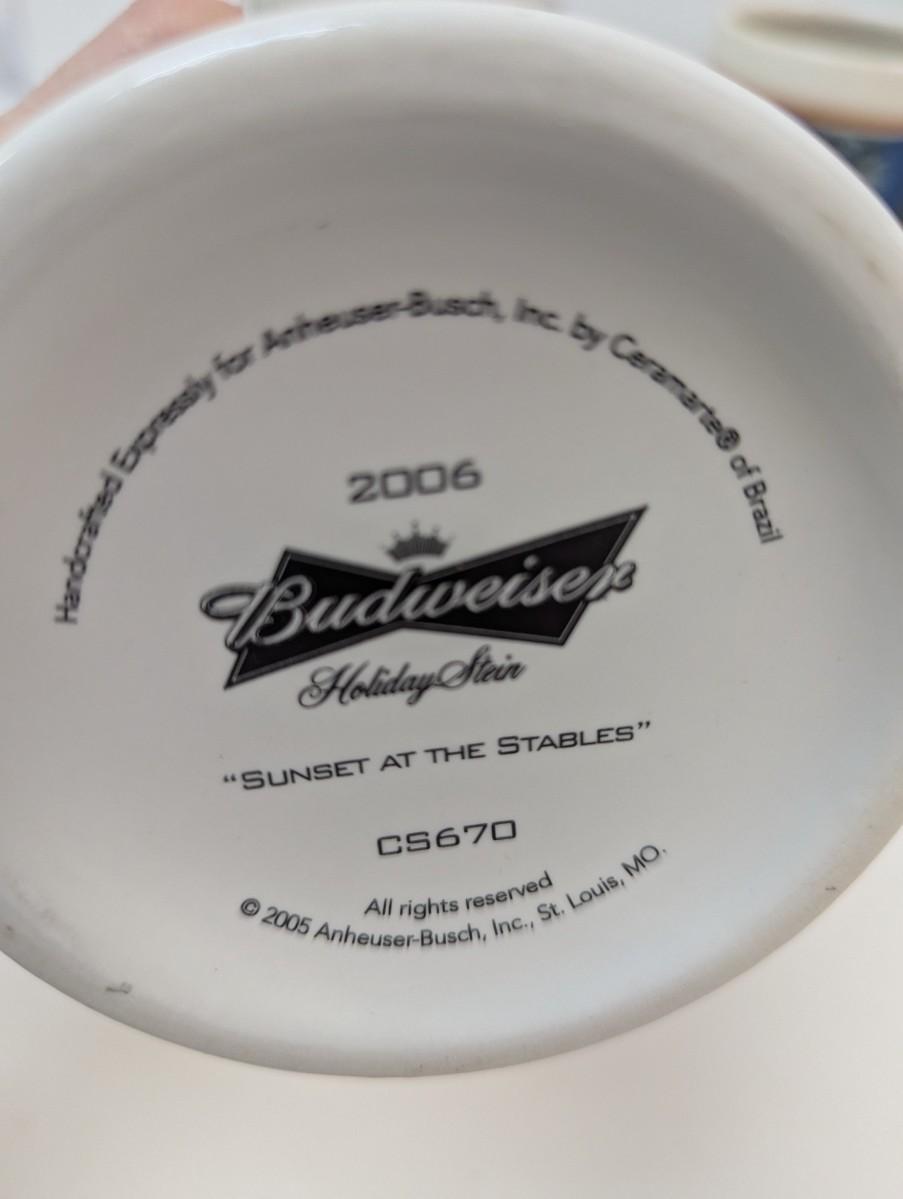 Handcrafted Expressly for Anheuser-Busch, Inc. by Ceramarte® of Brazil
2006
Budweiser
Holiday Stein
“SUNSET AT THE STABLES”
CS670
All rights reserved
© 2005 Anheuser-Busch, Inc., St. Louis, MO.